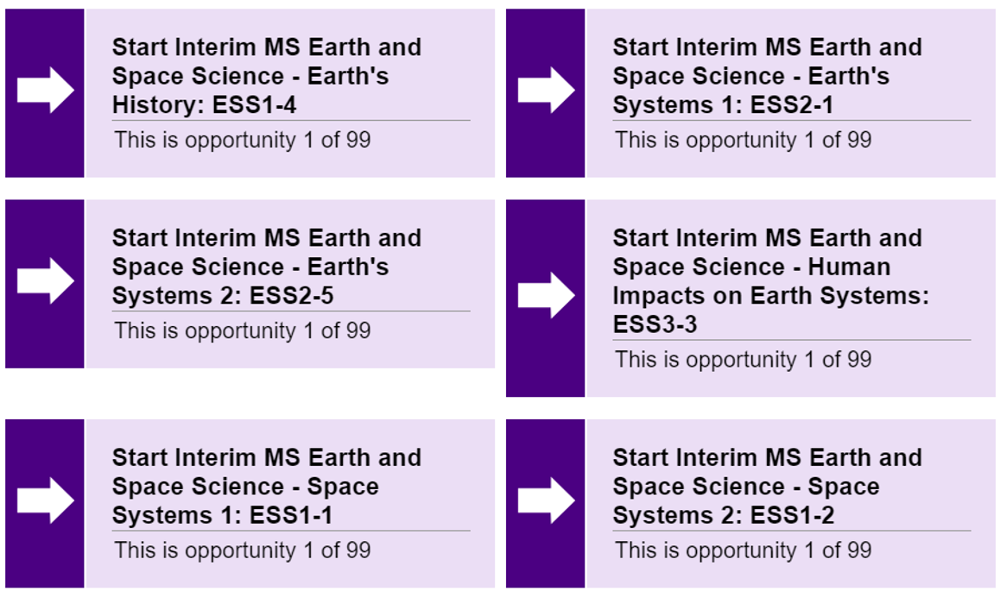 Start Interim MS Earth and
Space Science - Earth's
History: ESS1-4
This is opportunity 1 of 99
Start Interim MS Earth and
Space Science - Earth's
Systems 1: ESS2-1
This is opportunity 1 of 99
Start Interim MS Earth and
Space Science - Earth's
Systems 2: ESS2-5
This is opportunity 1 of 99
Start Interim MS Earth and
Space Science - Human
Impacts on Earth Systems:
ESS3-3
This is opportunity 1 of 99
Start Interim MS Earth and
Space Science - Space
Systems 1: ESS1-1
This is opportunity 1 of 99
Start Interim MS Earth and
Space Science - Space
Systems 2: ESS1-2
This is opportunity 1 of 99